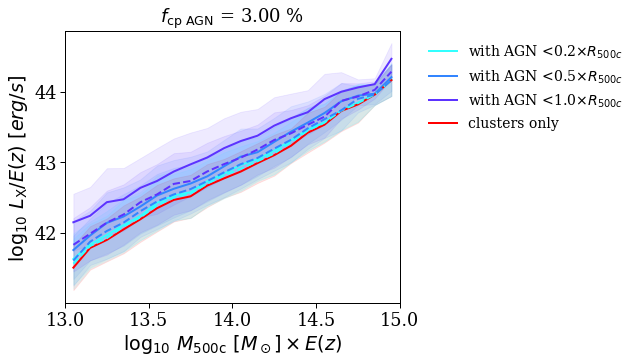 f_cp AGN = 3.00 %
log₁₀ L_X/E(z) [erg/s]
44
43
42
13.0 13.5 14.0 14.5 15.0
log₁₀ M₅₀₀c [M_⊙] × E(z)
with AGN <0.2×R_500c
with AGN <0.5×R_500c
with AGN <1.0×R_500c
clusters only